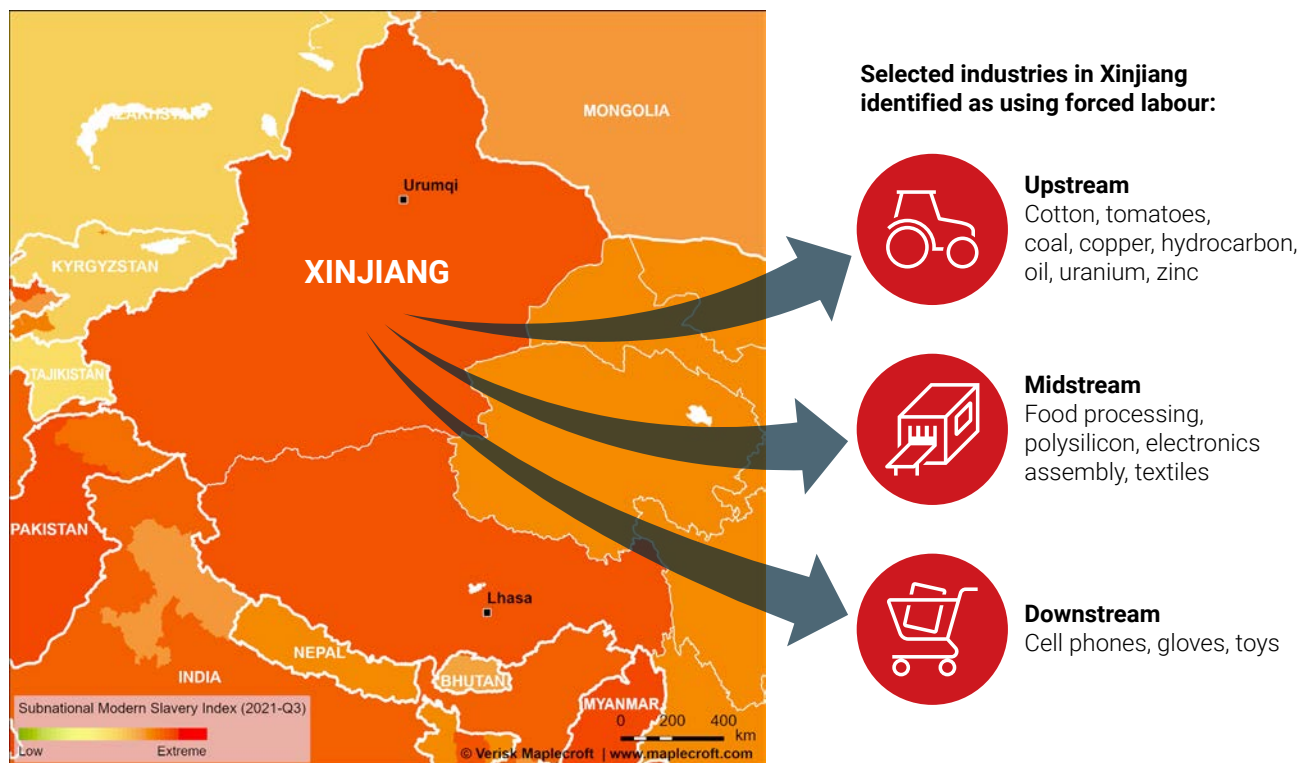 KAZAKHSTAN
MONGOLIA
Urumqi
KYRGYZSTAN
XINJIANG
TAJIKISTAN
PAKISTAN
Lhasa
NEPAL
INDIA
BHUTAN
MYANMAR
Subnational Modern Slavery Index (2021-Q3)
Low Extreme
0 200 400
km
© Verisk Maplecroft | www.maplecroft.com
Selected industries in Xinjiang
identified as using forced labour:
Upstream
Cotton, tomatoes,
coal, copper, hydrocarbon,
oil, uranium, zinc
Midstream
Food processing,
polysilicon, electronics
assembly, textiles
Downstream
Cell phones, gloves, toys